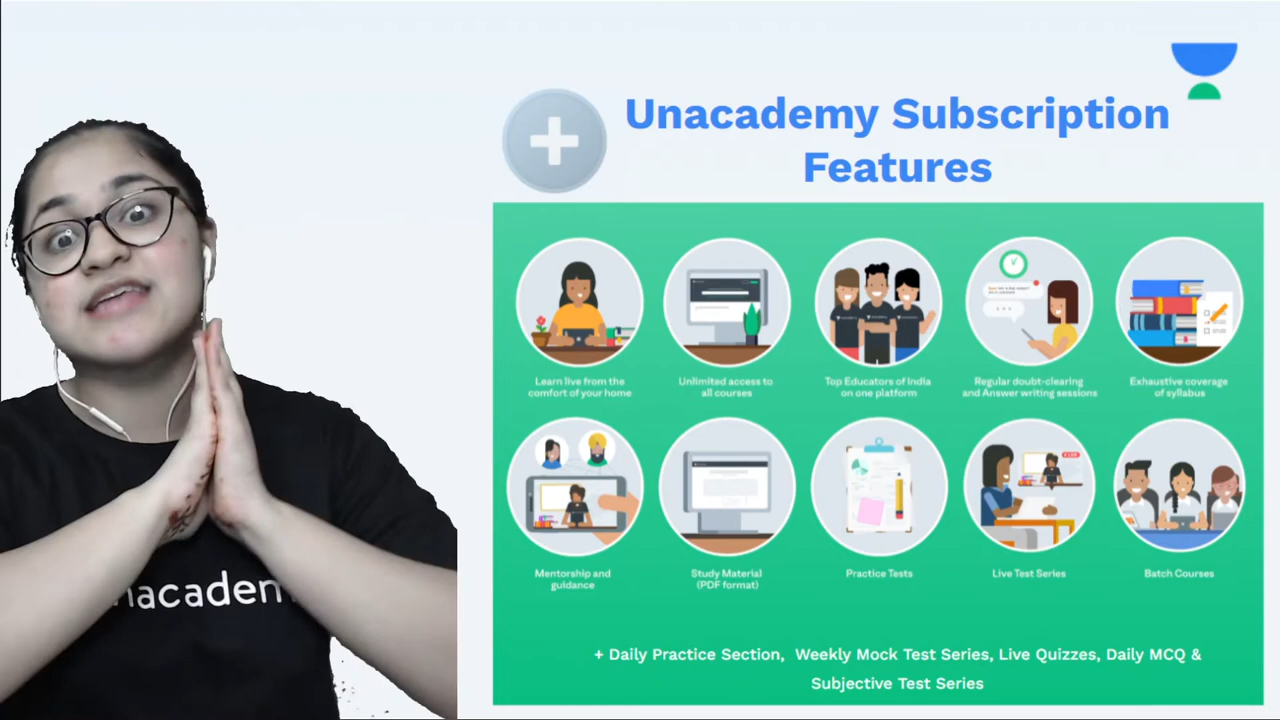 Unacademy Subscription
Features
Learn live from the
comfort of your home
Unlimited access to
all courses
Top Educators of India
on one platform
Regular doubt-clearing
and Answer writing sessions
Exhaustive coverage
of syllabus
Mentorship and
guidance
Study Material
(PDF format)
Practice Tests
Live Test Series
Batch Courses
+ Daily Practice Section, Weekly Mock Test Series, Live Quizzes, Daily MCQ &
Subjective Test Series
nacadem